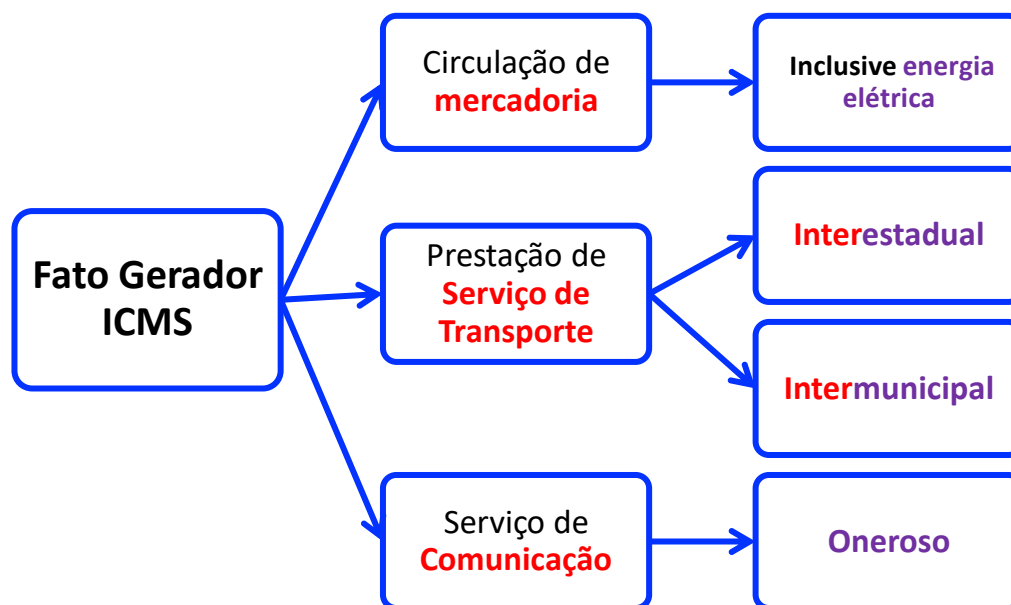 Fato Gerador
ICMS
Circulação de
mercadoria
Inclusive energia
elétrica
Prestação de
Serviço de
Transporte
Interestadual
Intermunicipal
Serviço de
Comunicação
Oneroso